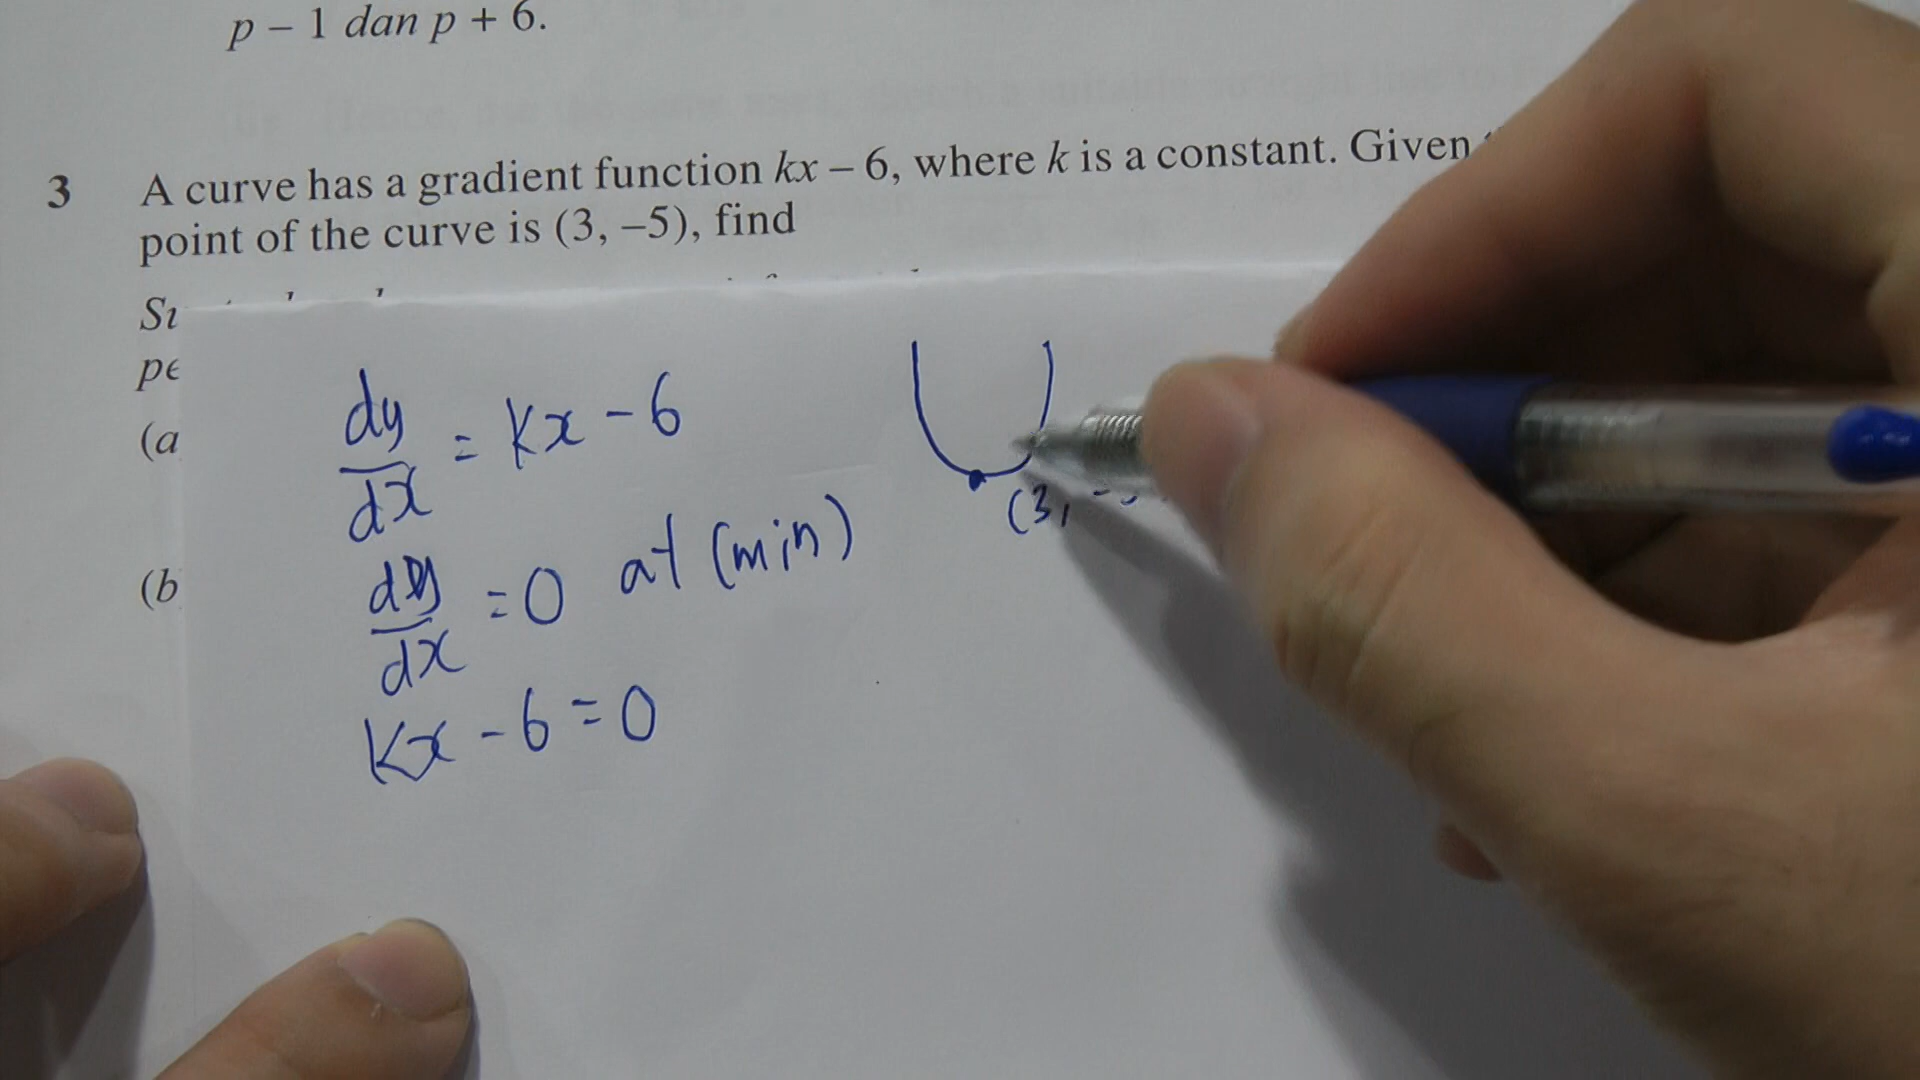 p – 1 dan p + 6.
3 A curve has a gradient function kx – 6, where k is a constant. Given
point of the curve is (3, –5), find
(a
(b
dy/dx = kx - 6
dy/dx = 0 at (min)
kx - 6 = 0
(3,